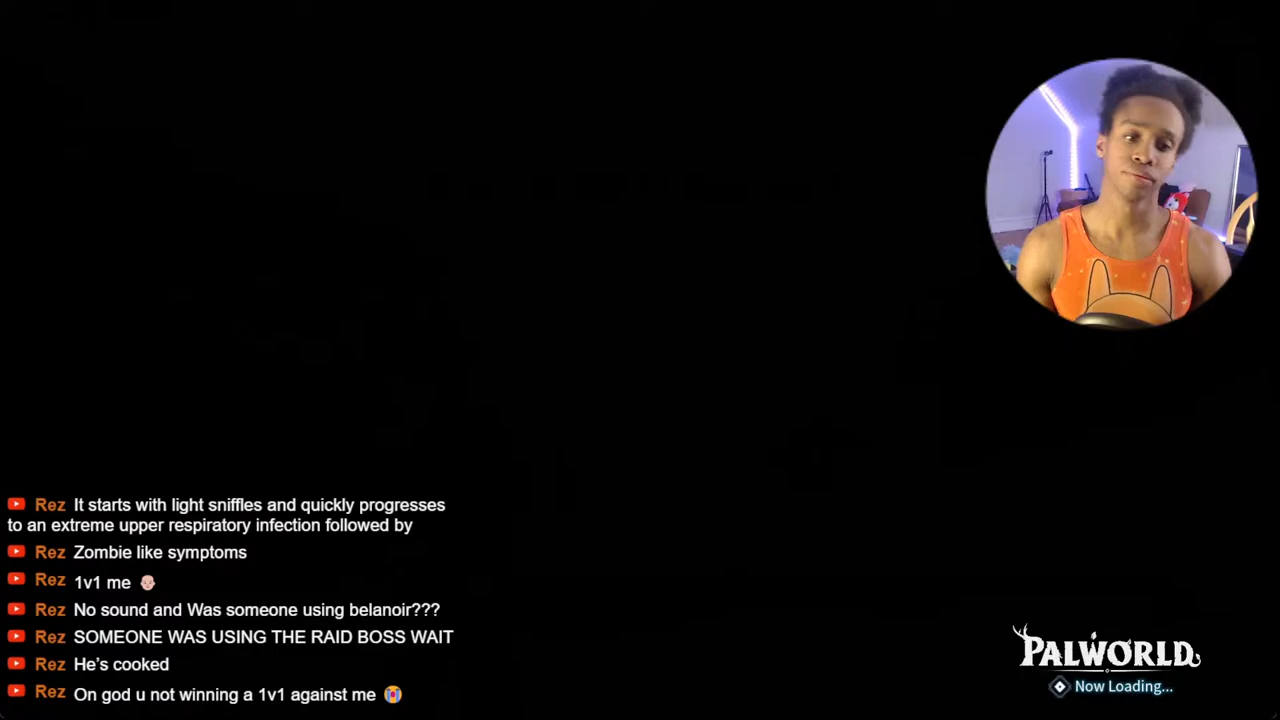 Rez It starts with light sniffles and quickly progresses
to an extreme upper respiratory infection followed by
Rez Zombie like symptoms
Rez 1v1 me
Rez No sound and Was someone using belanoir???
Rez SOMEONE WAS USING THE RAID BOSS WAIT
Rez He's cooked
Rez On god u not winning a 1v1 against me
PALWORLD
Now Loading...